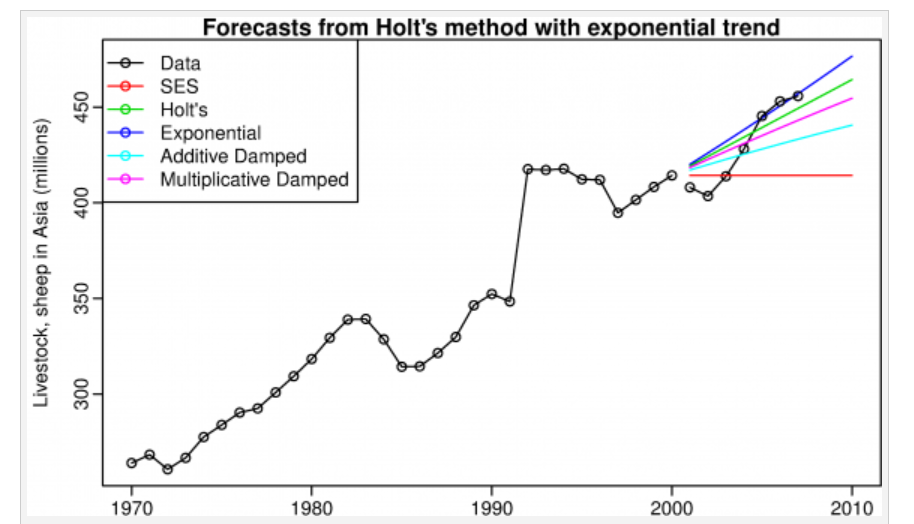 Forecasts from Holt's method with exponential trend
Data
SES
Holt's
Exponential
Additive Damped
Multiplicative Damped
Livestock, sheep in Asia (millions)
450
400
350
300
1970 1980 1990 2000 2010